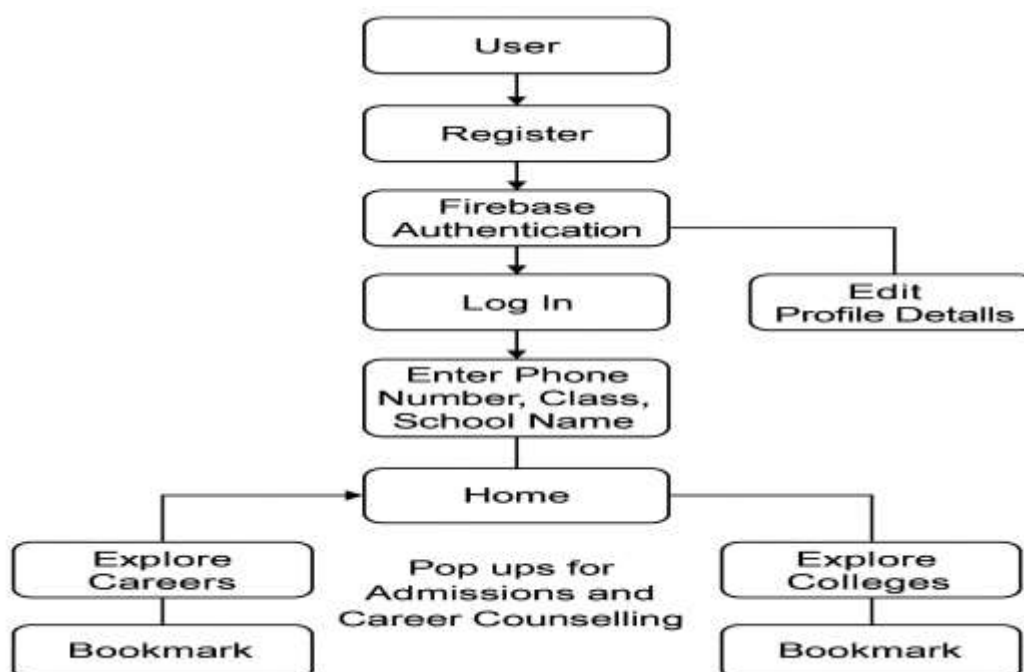 User
Register
Firebase
Authentication
Log In
Edit
Profile Detalls
Enter Phone
Number, Class,
School Name
Home
Explore
Careers
Pop ups for
Admissions and
Career Counselling
Explore
Colleges
Bookmark
Bookmark